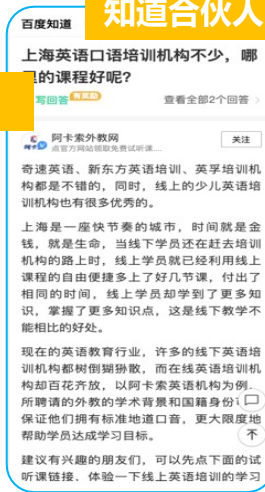 知道合伙人
百度知道
上海英语口语培训机构不少，哪
的课程好呢？
写回答
有奖励
查看全部2个回答
阿卡索外教网
点官方网站领取免费试听课....
关注
奇速英语、新东方英语培训、英孚培训机
构都是不错的，同时，线上的少儿英语培
训机构也有很多优秀的。
上海是一座快节奏的城市，时间就是金
钱，就是生命，当线下学员还在赶去培训
机构的路上时，线上学员就已经利用线上
课程的自由便捷多上了好几节课，付出了
相同的时间，线上学员却学到了更多知
识，掌握了更多知识点，这是线下教学不
能相比的好处。
现在的英语教育行业，许多的线下英语培
训机构都树倒猢狲散，而在线英语培训机
构却百花齐放，以阿卡索英语机构为例，
所聘请的外教的学术背景和国籍身份
保证他们拥有标准地道口音，更大限度地
帮助学员达成学习目标。
建议有兴趣的朋友们，可以先点下面的试
听课链接，体验一下线上英语培训的学习